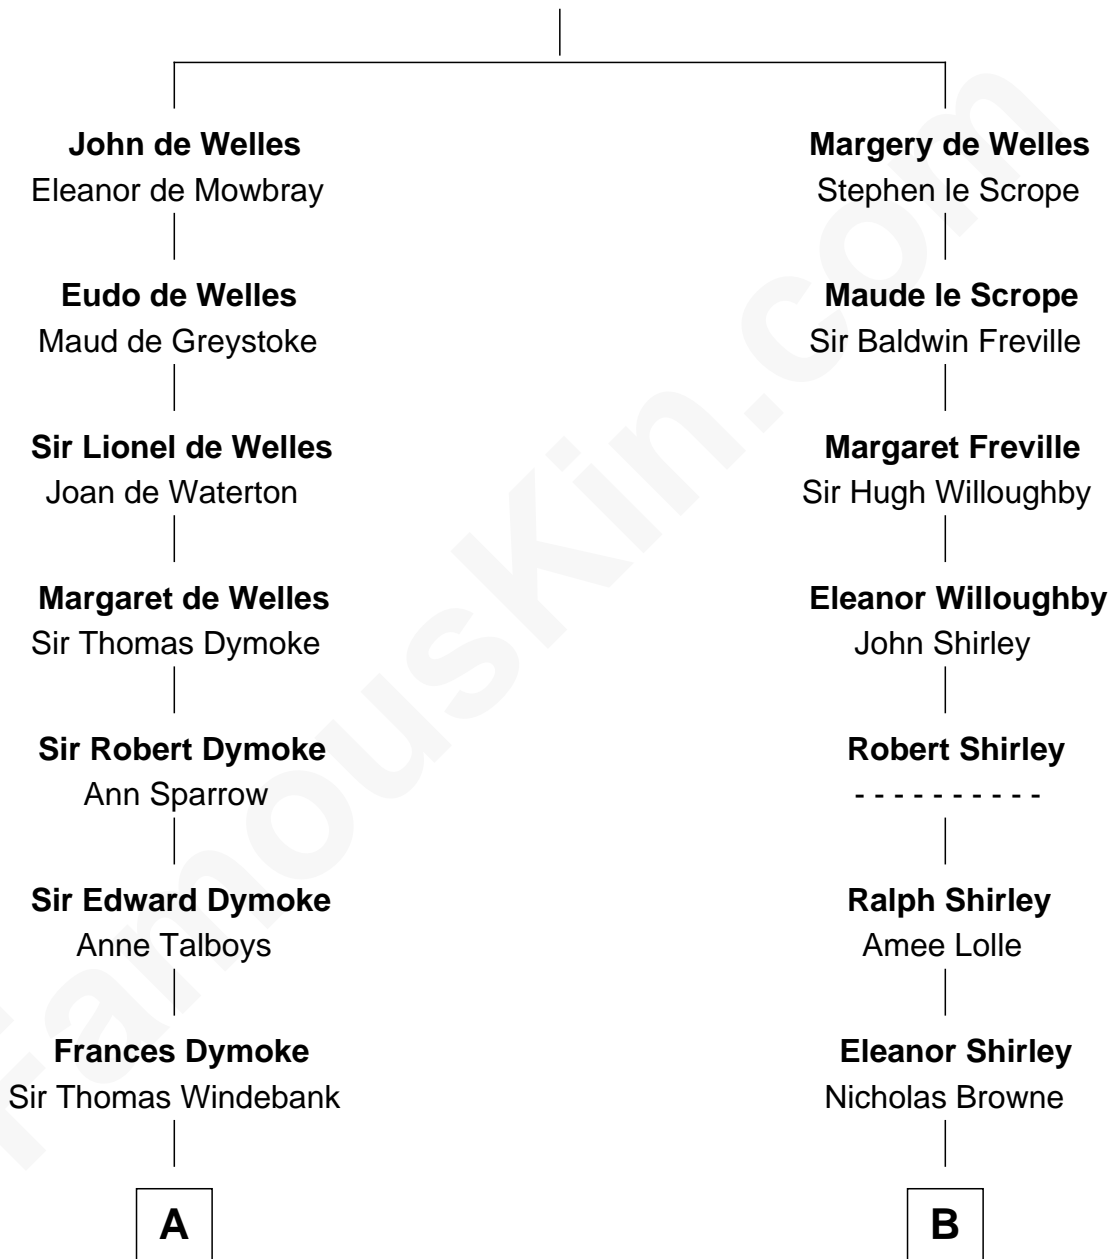 John de Welles
Eleanor de Mowbray
Eudo de Welles
Maud de Greystoke
Sir Lionel de Welles
Joan de Waterton
Margaret de Welles
Sir Thomas Dymoke
Sir Robert Dymoke
Ann Sparrow
Sir Edward Dymoke
Anne Talboys
Frances Dymoke
Sir Thomas Windebank
A
Margery de Welles
Stephen le Scrope
Maude le Scrope
Sir Baldwin Freville
Margaret Freville
Sir Hugh Willoughby
Eleanor Willoughby
John Shirley
Robert Shirley
- - - - - - - - - -
Ralph Shirley
Amee Lolle
Eleanor Shirley
Nicholas Browne
B
FamousKin.com